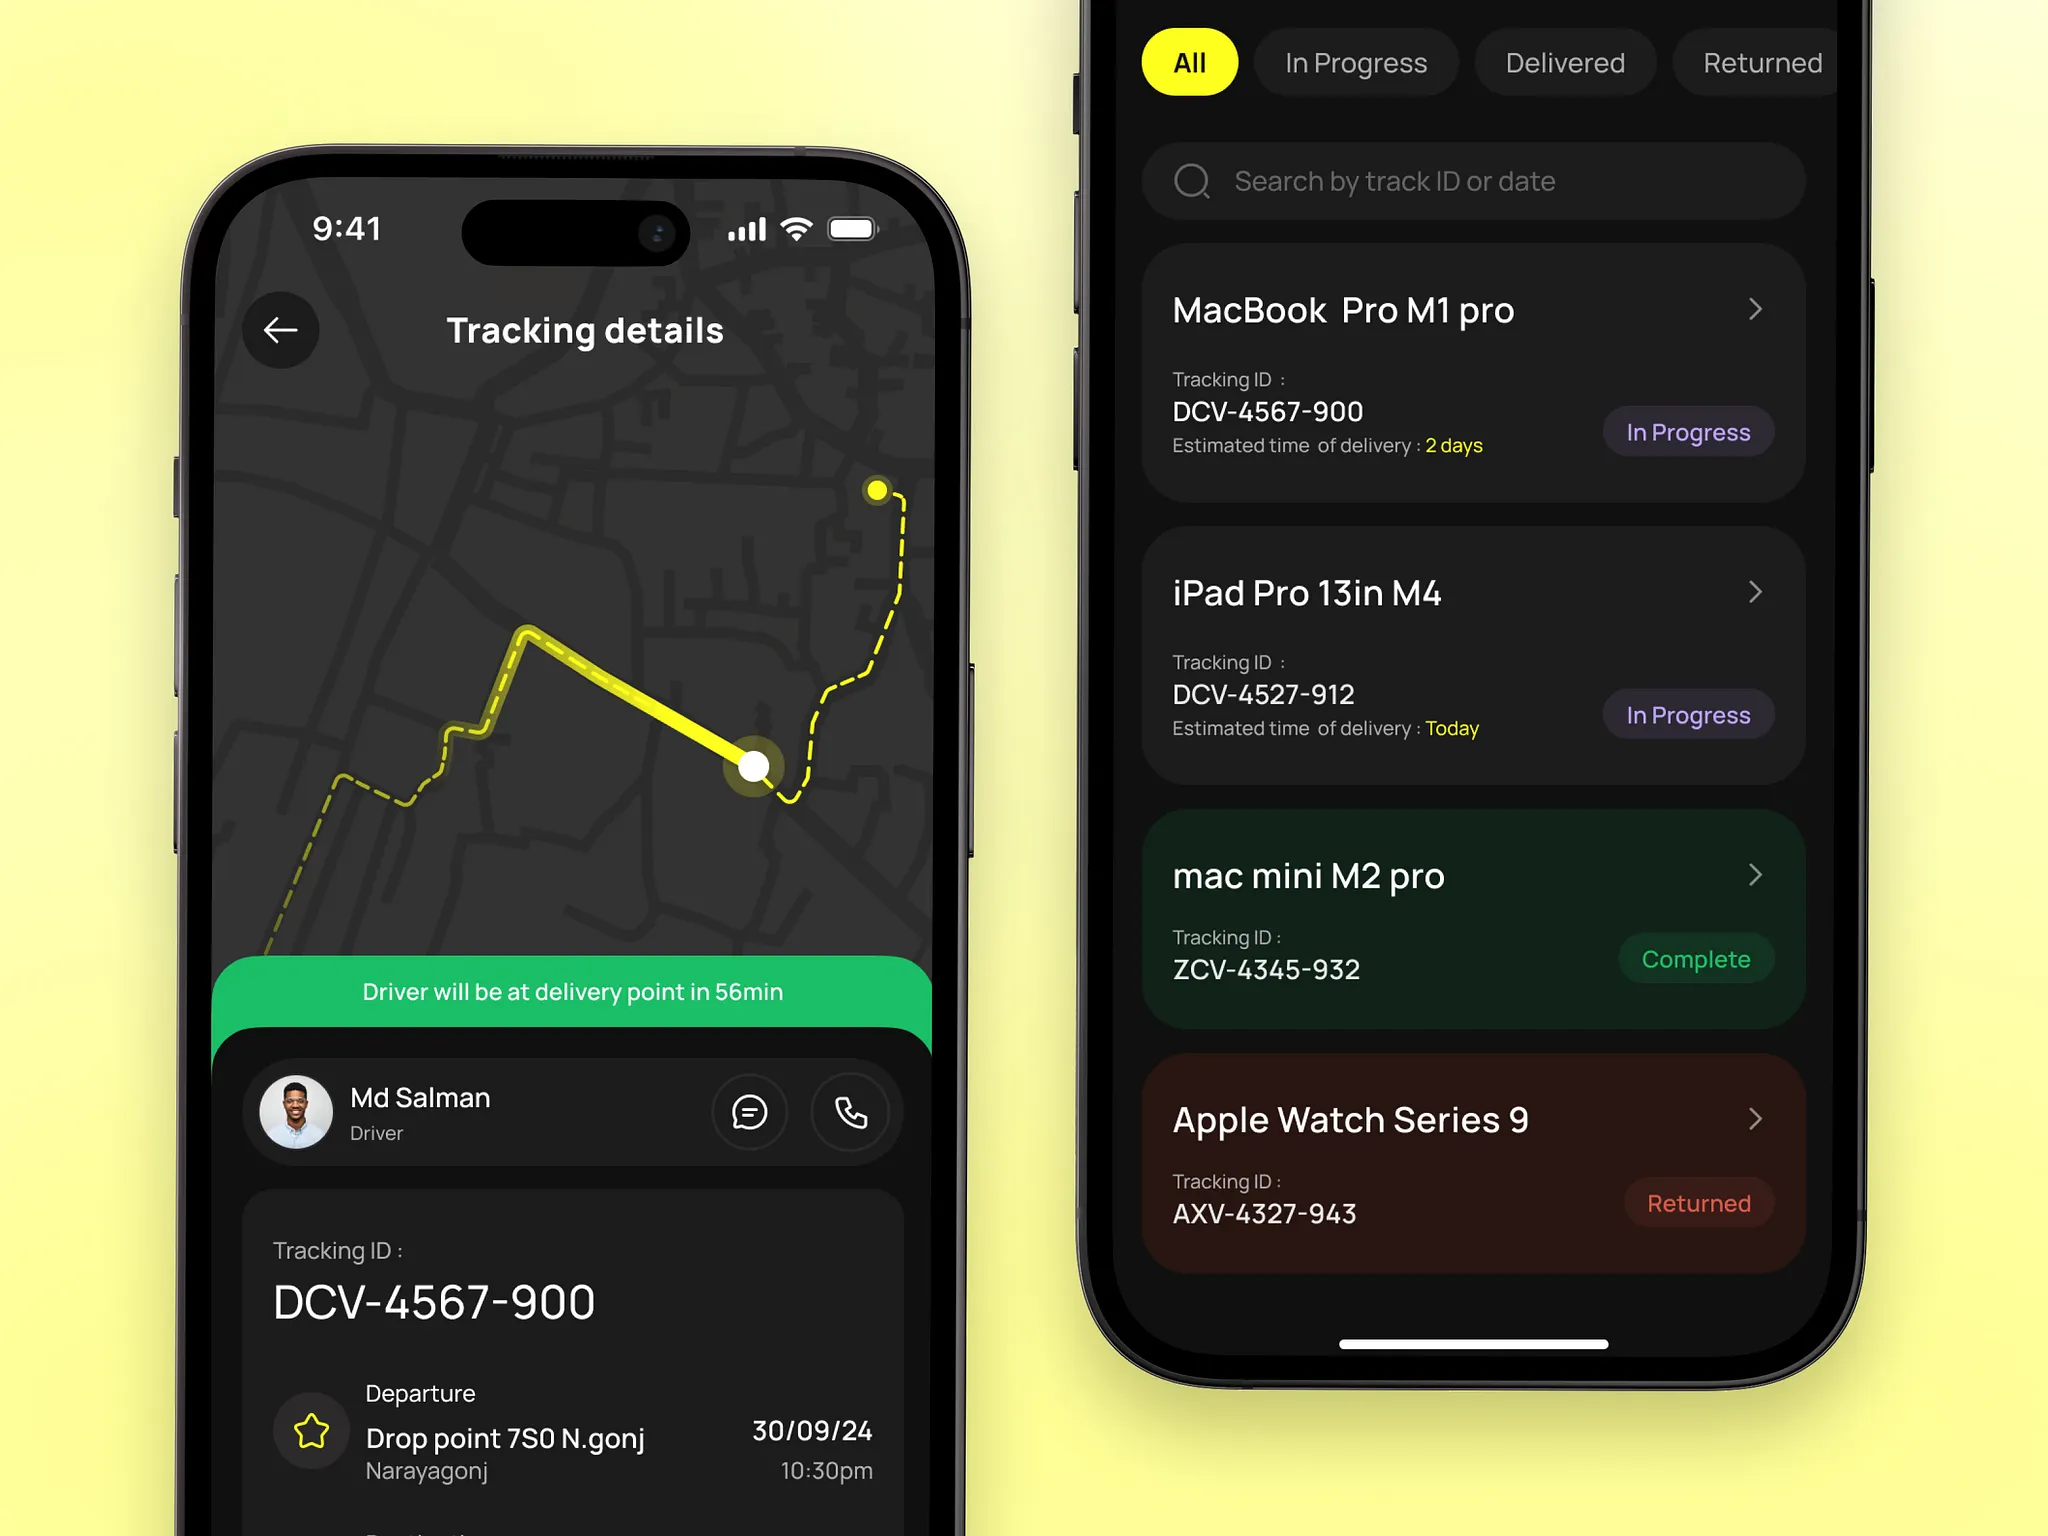 9:41
Tracking details
Driver will be at delivery point in 56min
Md Salman
Driver
Tracking ID :
DCV-4567-900
Departure
Drop point 7S0 N.gonj
30/09/24
Narayagonj
10:30pm
All
In Progress
Delivered
Returned
Search by track ID or date
MacBook  Pro M1 pro
Tracking ID  :
DCV-4567-900
Estimated time  of delivery : 2 days
In Progress
iPad Pro 13in M4
Tracking ID  :
DCV-4527-912
Estimated time  of delivery : Today
In Progress
mac mini M2 pro
Tracking ID :
ZCV-4345-932
Complete
Apple Watch Series 9
Tracking ID :
AXV-4327-943
Returned